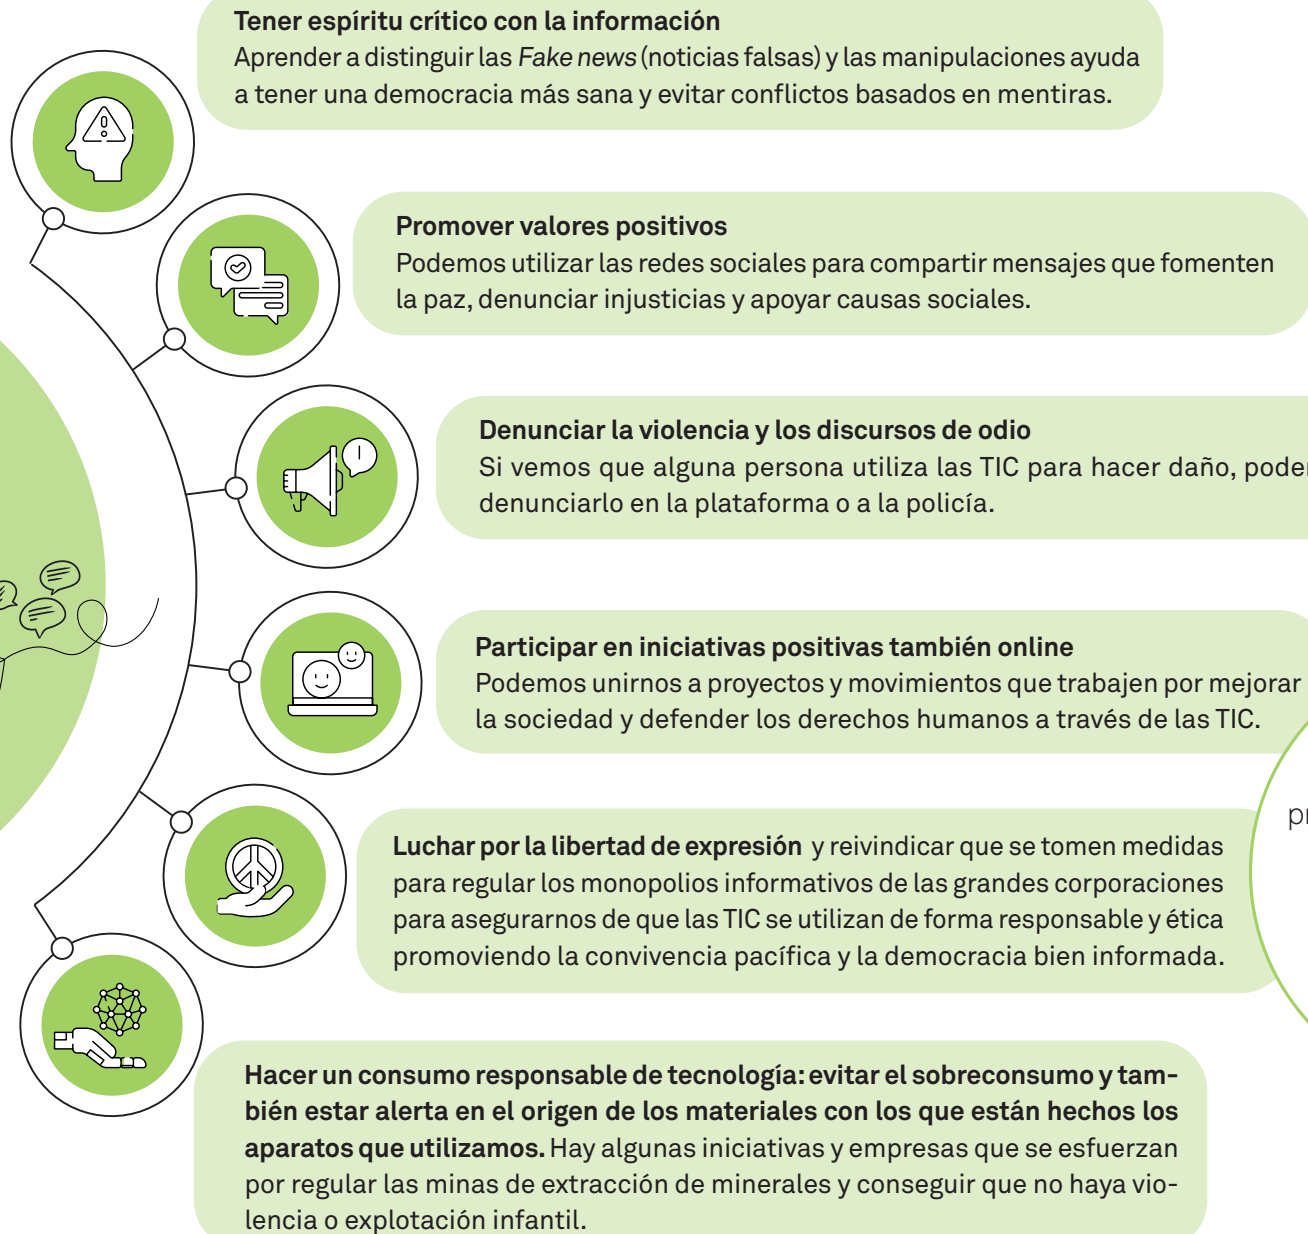 Tener espíritu crítico con la información
Aprender a distinguir las Fake news (noticias falsas) y las manipulaciones ayuda
a tener una democracia más sana y evitar conflictos basados en mentiras.
Promover valores positivos
Podemos utilizar las redes sociales para compartir mensajes que fomenten
la paz, denunciar injusticias y apoyar causas sociales.
Denunciar la violencia y los discursos de odio
Si vemos que alguna persona utiliza las TIC para hacer daño,
denunciarlo en la plataforma o a la policía.
Participar en iniciativas positivas también online
Podemos unirnos a proyectos y movimientos que trabajen por mejorar
la sociedad y defender los derechos humanos a través de las TIC.
Luchar por la libertad de expresión y reivindicar que se tomen medidas
para regular los monopolios informativos de las grandes corporaciones
para asegurarnos de que las TIC se utilizan de forma responsable y ética
promoviendo la convivencia pacífica y la democracia bien informada.
Hacer un consumo responsable de tecnología: evitar el sobreconsumo y tam-
bién estar alerta en el origen de los materiales con los que están hechos los
aparatos que utilizamos. Hay algunas iniciativas y empresas que se esfuerzan
por regular las minas de extracción de minerales y conseguir que no haya vio-
lencia o explotación infantil.